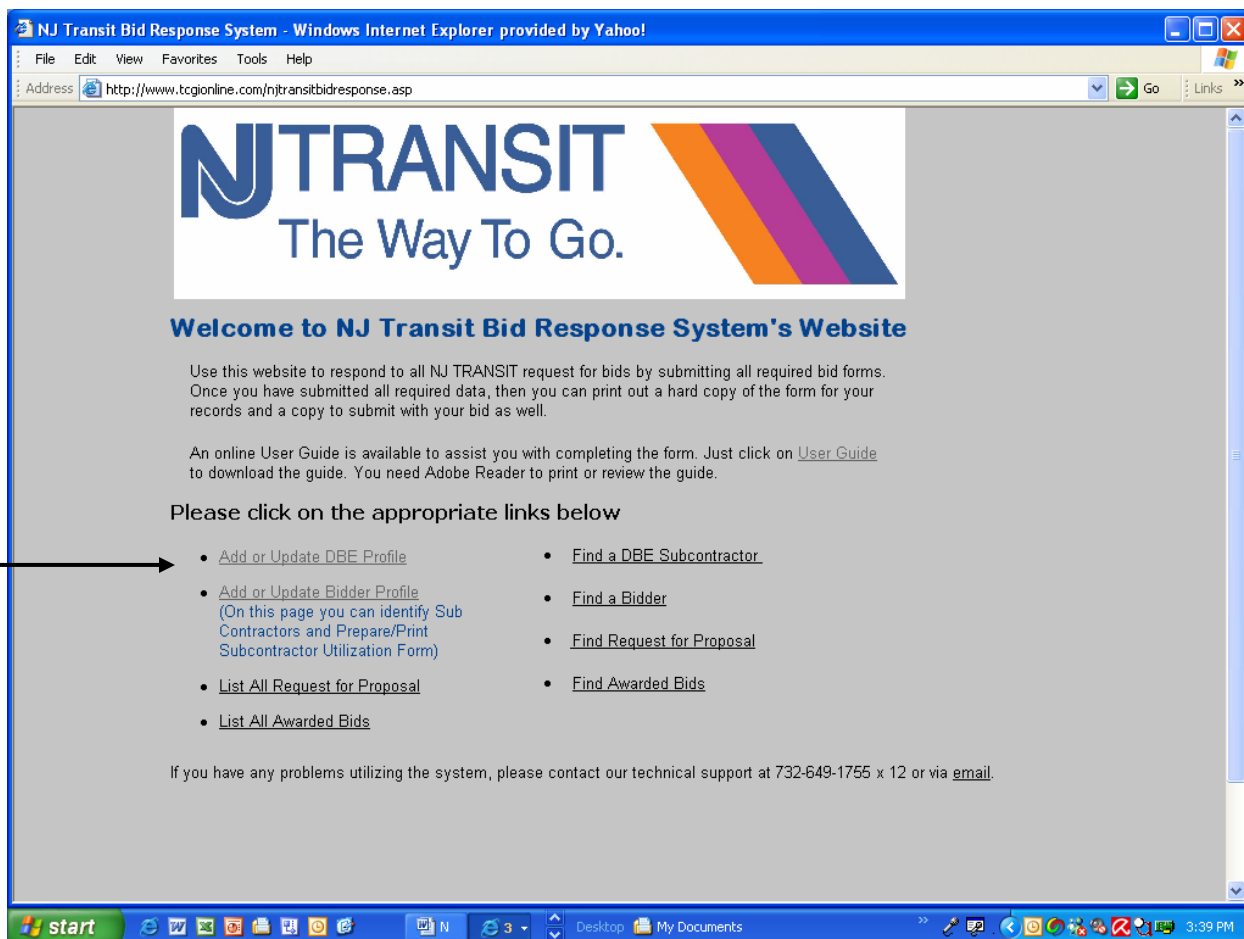 NJ Transit Bid Response System - Windows Internet Explorer provided by Yahoo!
File Edit View Favorites Tools Help
Address http://www.tcgionline.com/njtransitbidresponse.asp Go Links »
NJ TRANSIT
The Way To Go.
Welcome to NJ Transit Bid Response System's Website
Use this website to respond to all NJ TRANSIT request for bids by submitting all required bid forms.
Once you have submitted all required data, then you can print out a hard copy of the form for your
records and a copy to submit with your bid as well.
An online User Guide is available to assist you with completing the form. Just click on User Guide
to download the guide. You need Adobe Reader to print or review the guide.
Please click on the appropriate links below
• Add or Update DBE Profile
• Add or Update Bidder Profile
(On this page you can identify Sub
Contractors and Prepare/Print
Subcontractor Utilization Form)
• List All Request for Proposal
• List All Awarded Bids
• Find a DBE Subcontractor
• Find a Bidder
• Find Request for Proposal
• Find Awarded Bids
If you have any problems utilizing the system, please contact our technical support at 732-649-1755 x 12 or via email.
start N 3 Desktop My Documents » 3:39 PM